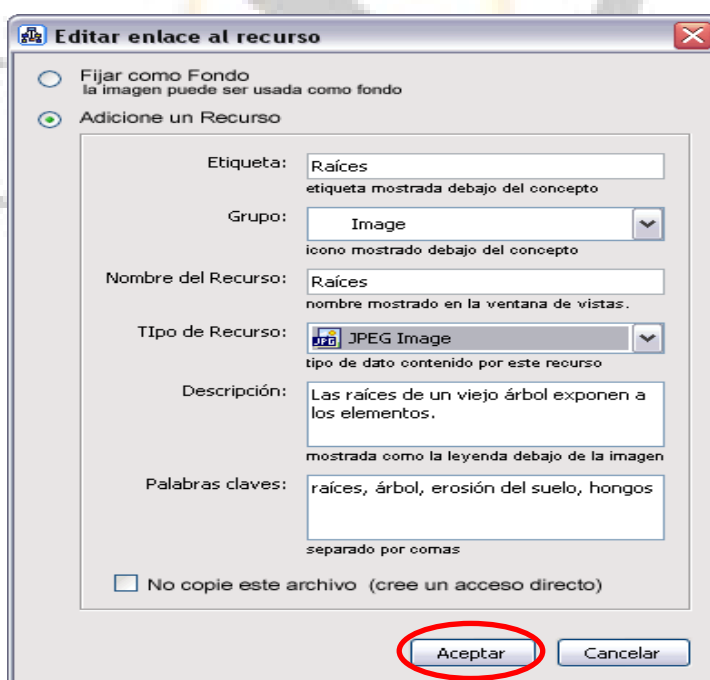 Editar enlace al recurso
Fijar como Fondo
la imagen puede ser usada como fondo
Adicione un Recurso
Etiqueta: Raíces
etiqueta mostrada debajo del concepto
Grupo: Image
icono mostrado debajo del concepto
Nombre del Recurso: Raíces
nombre mostrado en la ventana de vistas.
TIpo de Recurso: JPEG Image
tipo de dato contenido por este recurso
Descripción: Las raíces de un viejo árbol exponen a
los elementos.
mostrada como la leyenda debajo de la imagen
Palabras claves: raíces, árbol, erosión del suelo, hongos
separado por comas
No copie este archivo (cree un acceso directo)
Aceptar Cancelar